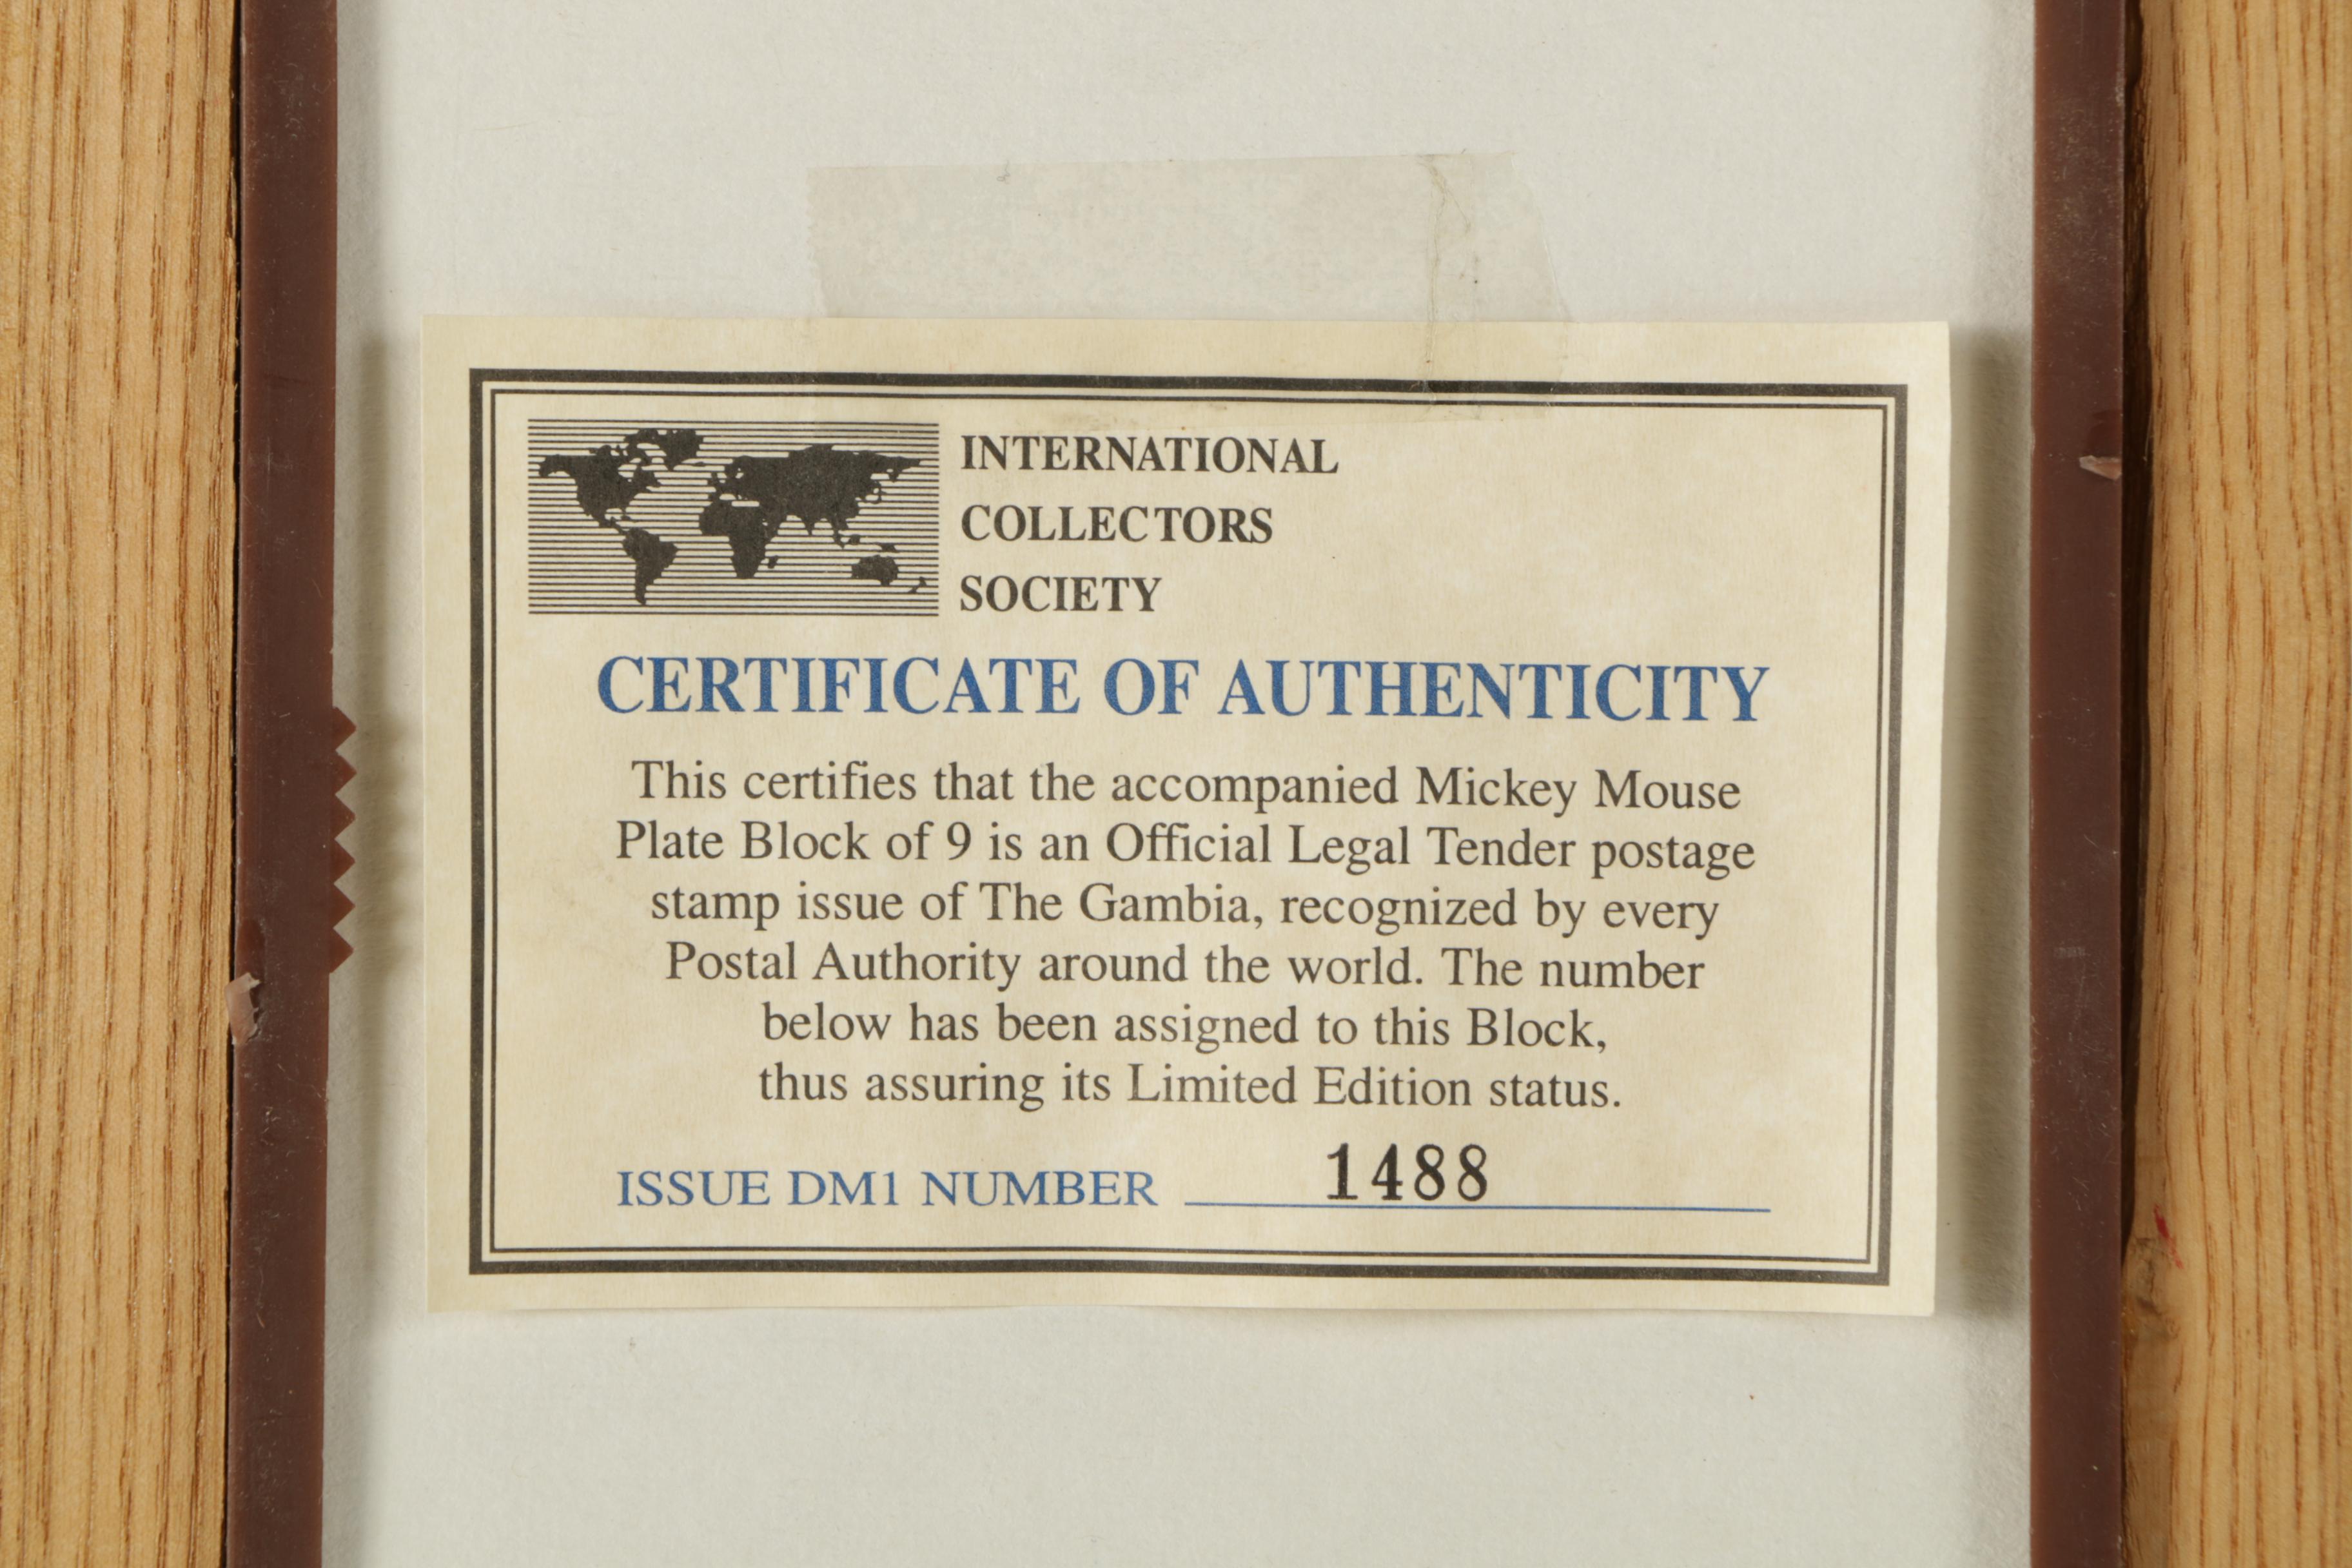 INTERNATIONAL
COLLECTORS
SOCIETY
CERTIFICATE OF AUTHENTICITY
This certifies that the accompanied Mickey Mouse
Plate Block of 9 is an Official Legal Tender postage
stamp issue of The Gambia, recognized by every
Postal Authority around the world. The number
below has been assigned to this Block,
thus assuring its Limited Edition status.
ISSUE DM1 NUMBER 1488